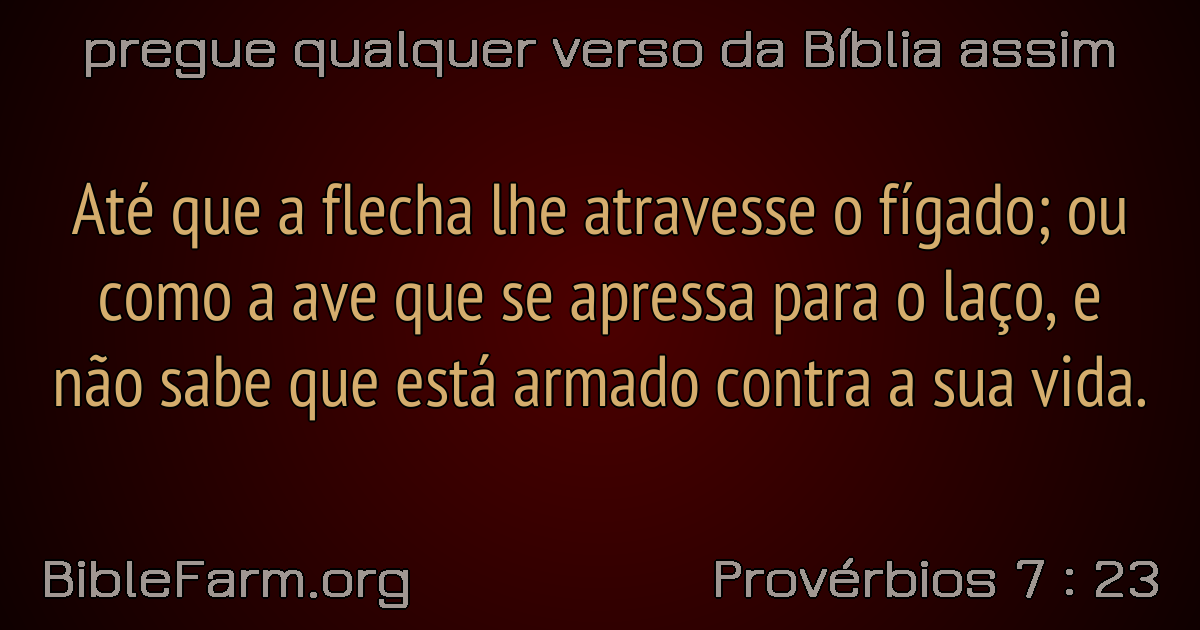 pregue qualquer verso da Bíblia assim
Até que a flecha lhe atravesse o fígado; ou
como a ave que se apressa para o laço, e
não sabe que está armado contra a sua vida.
BibleFarm.org
Provérbios 7 : 23